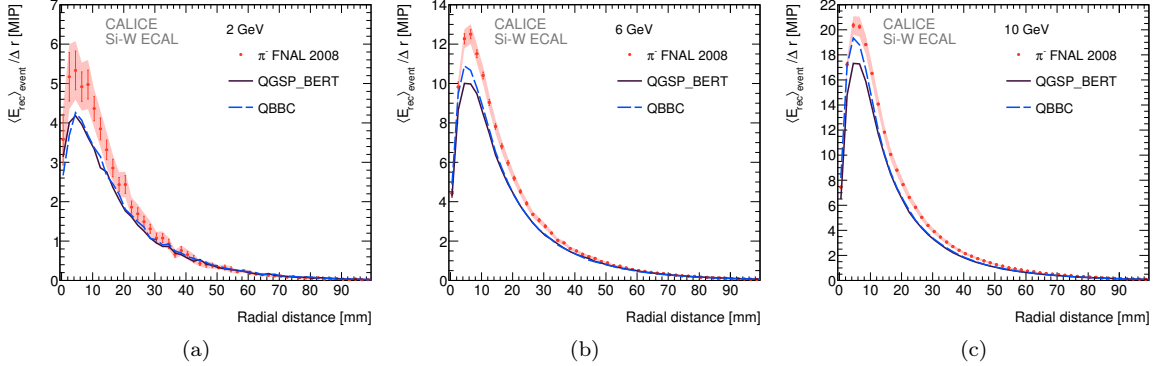 ⟨E_rec⟩_event /Δ r [MIP]
7
6
5
4
3
2
1
0
CALICE
Si-W ECAL
2 GeV
π⁻ FNAL 2008
QGSP_BERT
QBBC
0 10 20 30 40 50 60 70 80 90
Radial distance [mm]
(a)
⟨E_rec⟩_event /Δ r [MIP]
14
12
10
8
6
4
2
0
CALICE
Si-W ECAL
6 GeV
π⁻ FNAL 2008
QGSP_BERT
QBBC
0 10 20 30 40 50 60 70 80 90
Radial distance [mm]
(b)
⟨E_rec⟩_event /Δ r [MIP]
22
20
18
16
14
12
10
8
6
4
2
0
CALICE
Si-W ECAL
10 GeV
π⁻ FNAL 2008
QGSP_BERT
QBBC
0 10 20 30 40 50 60 70 80 90
Radial distance [mm]
(c)